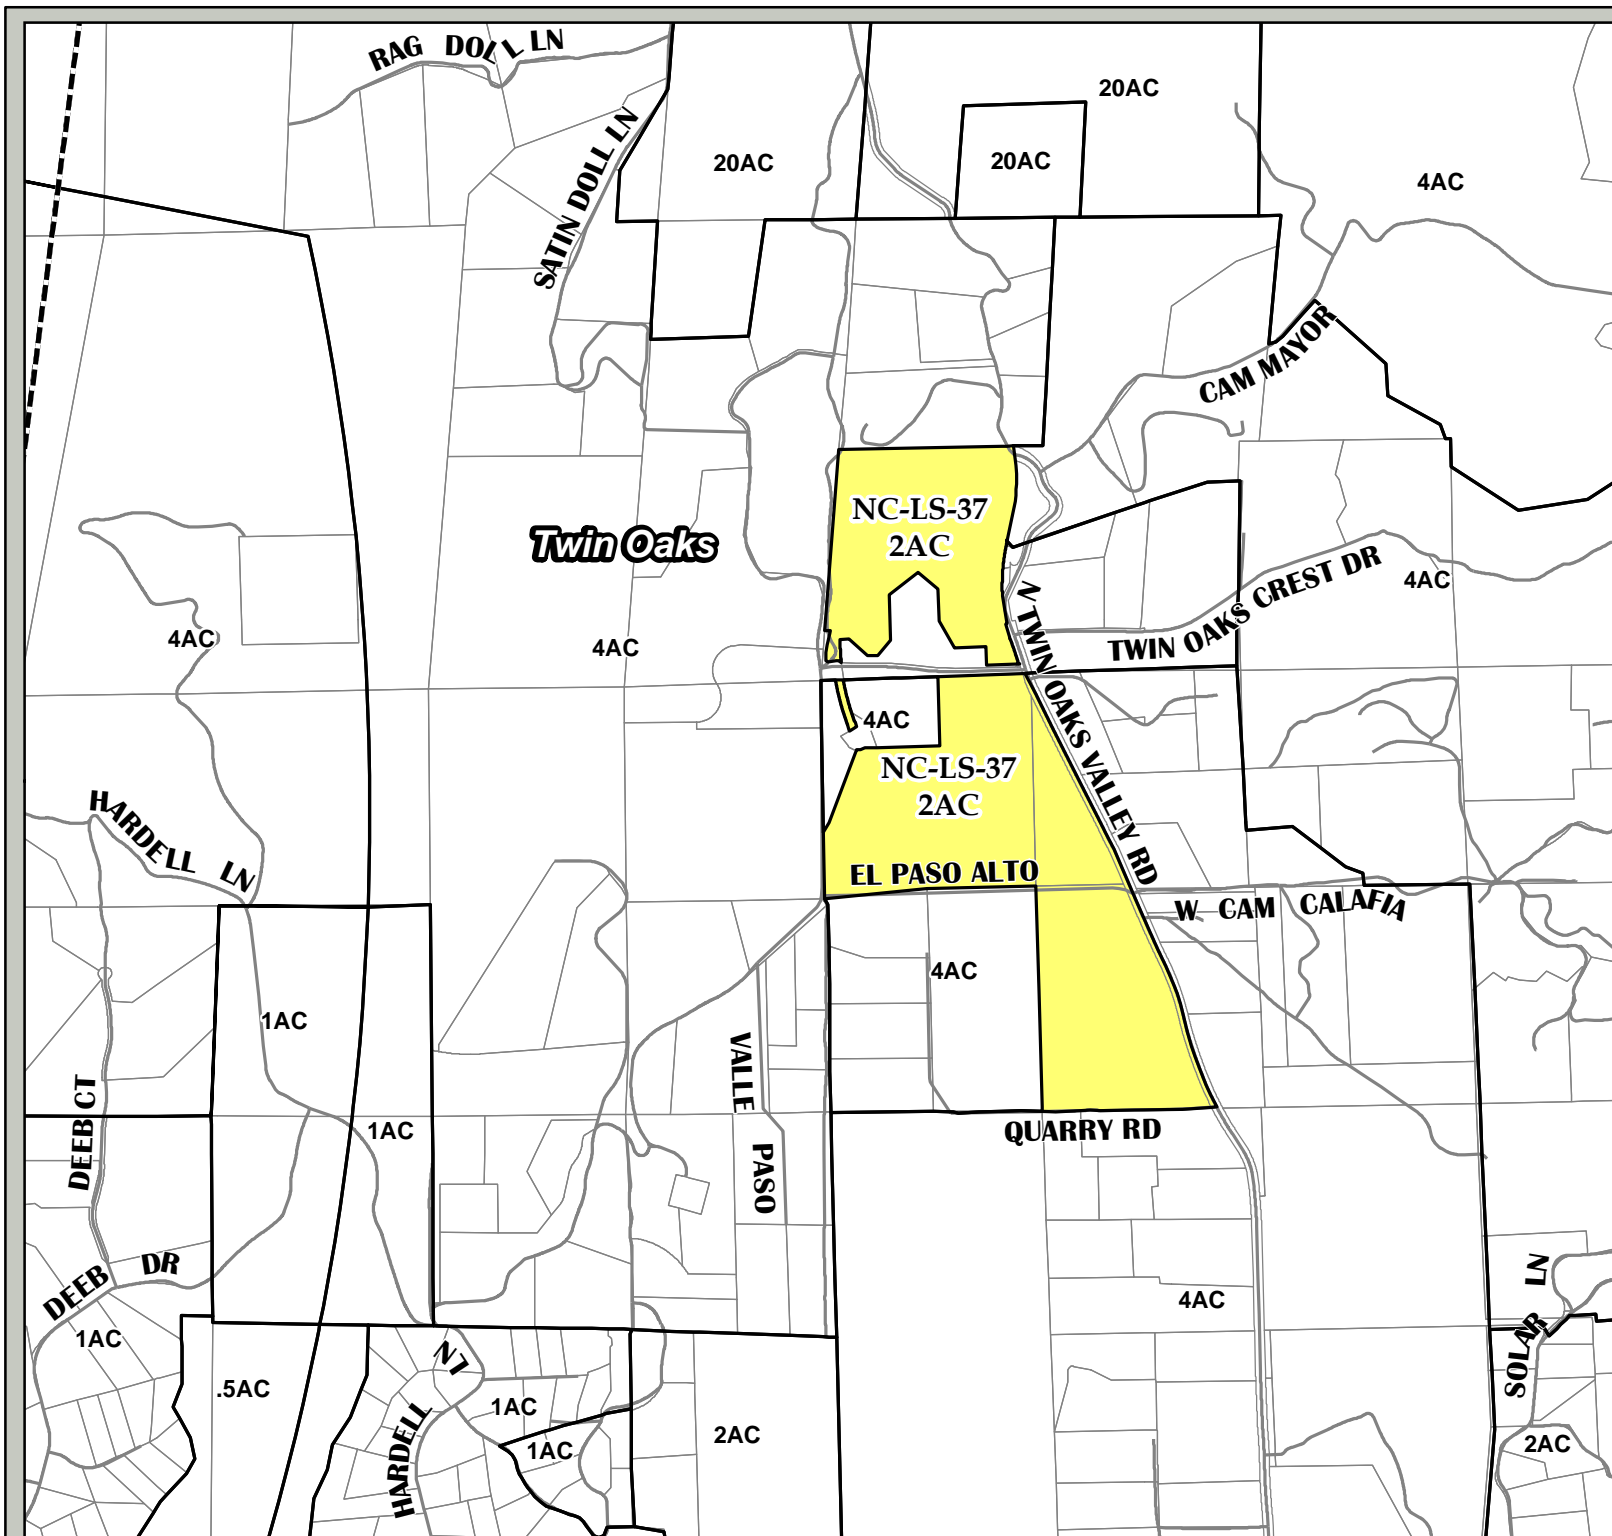 RAG DOLL LN
20AC
SATIN DOLL LN
20AC
20AC
4AC
CAM MAYOR
NC-LS-37
2AC
Twin Oaks
N TWIN OAKS VALLEY RD
TWIN OAKS CREST DR
4AC
4AC
4AC
4AC
NC-LS-37
2AC
HARDELL LN
EL PASO ALTO
W CAM CALAFIA
4AC
1AC
VALLE PASO
DEEB CT
1AC
QUARRY RD
DEEB DR
1AC
4AC
SOLAR LN
.5AC
HARDELL LN
1AC
1AC
2AC
2AC